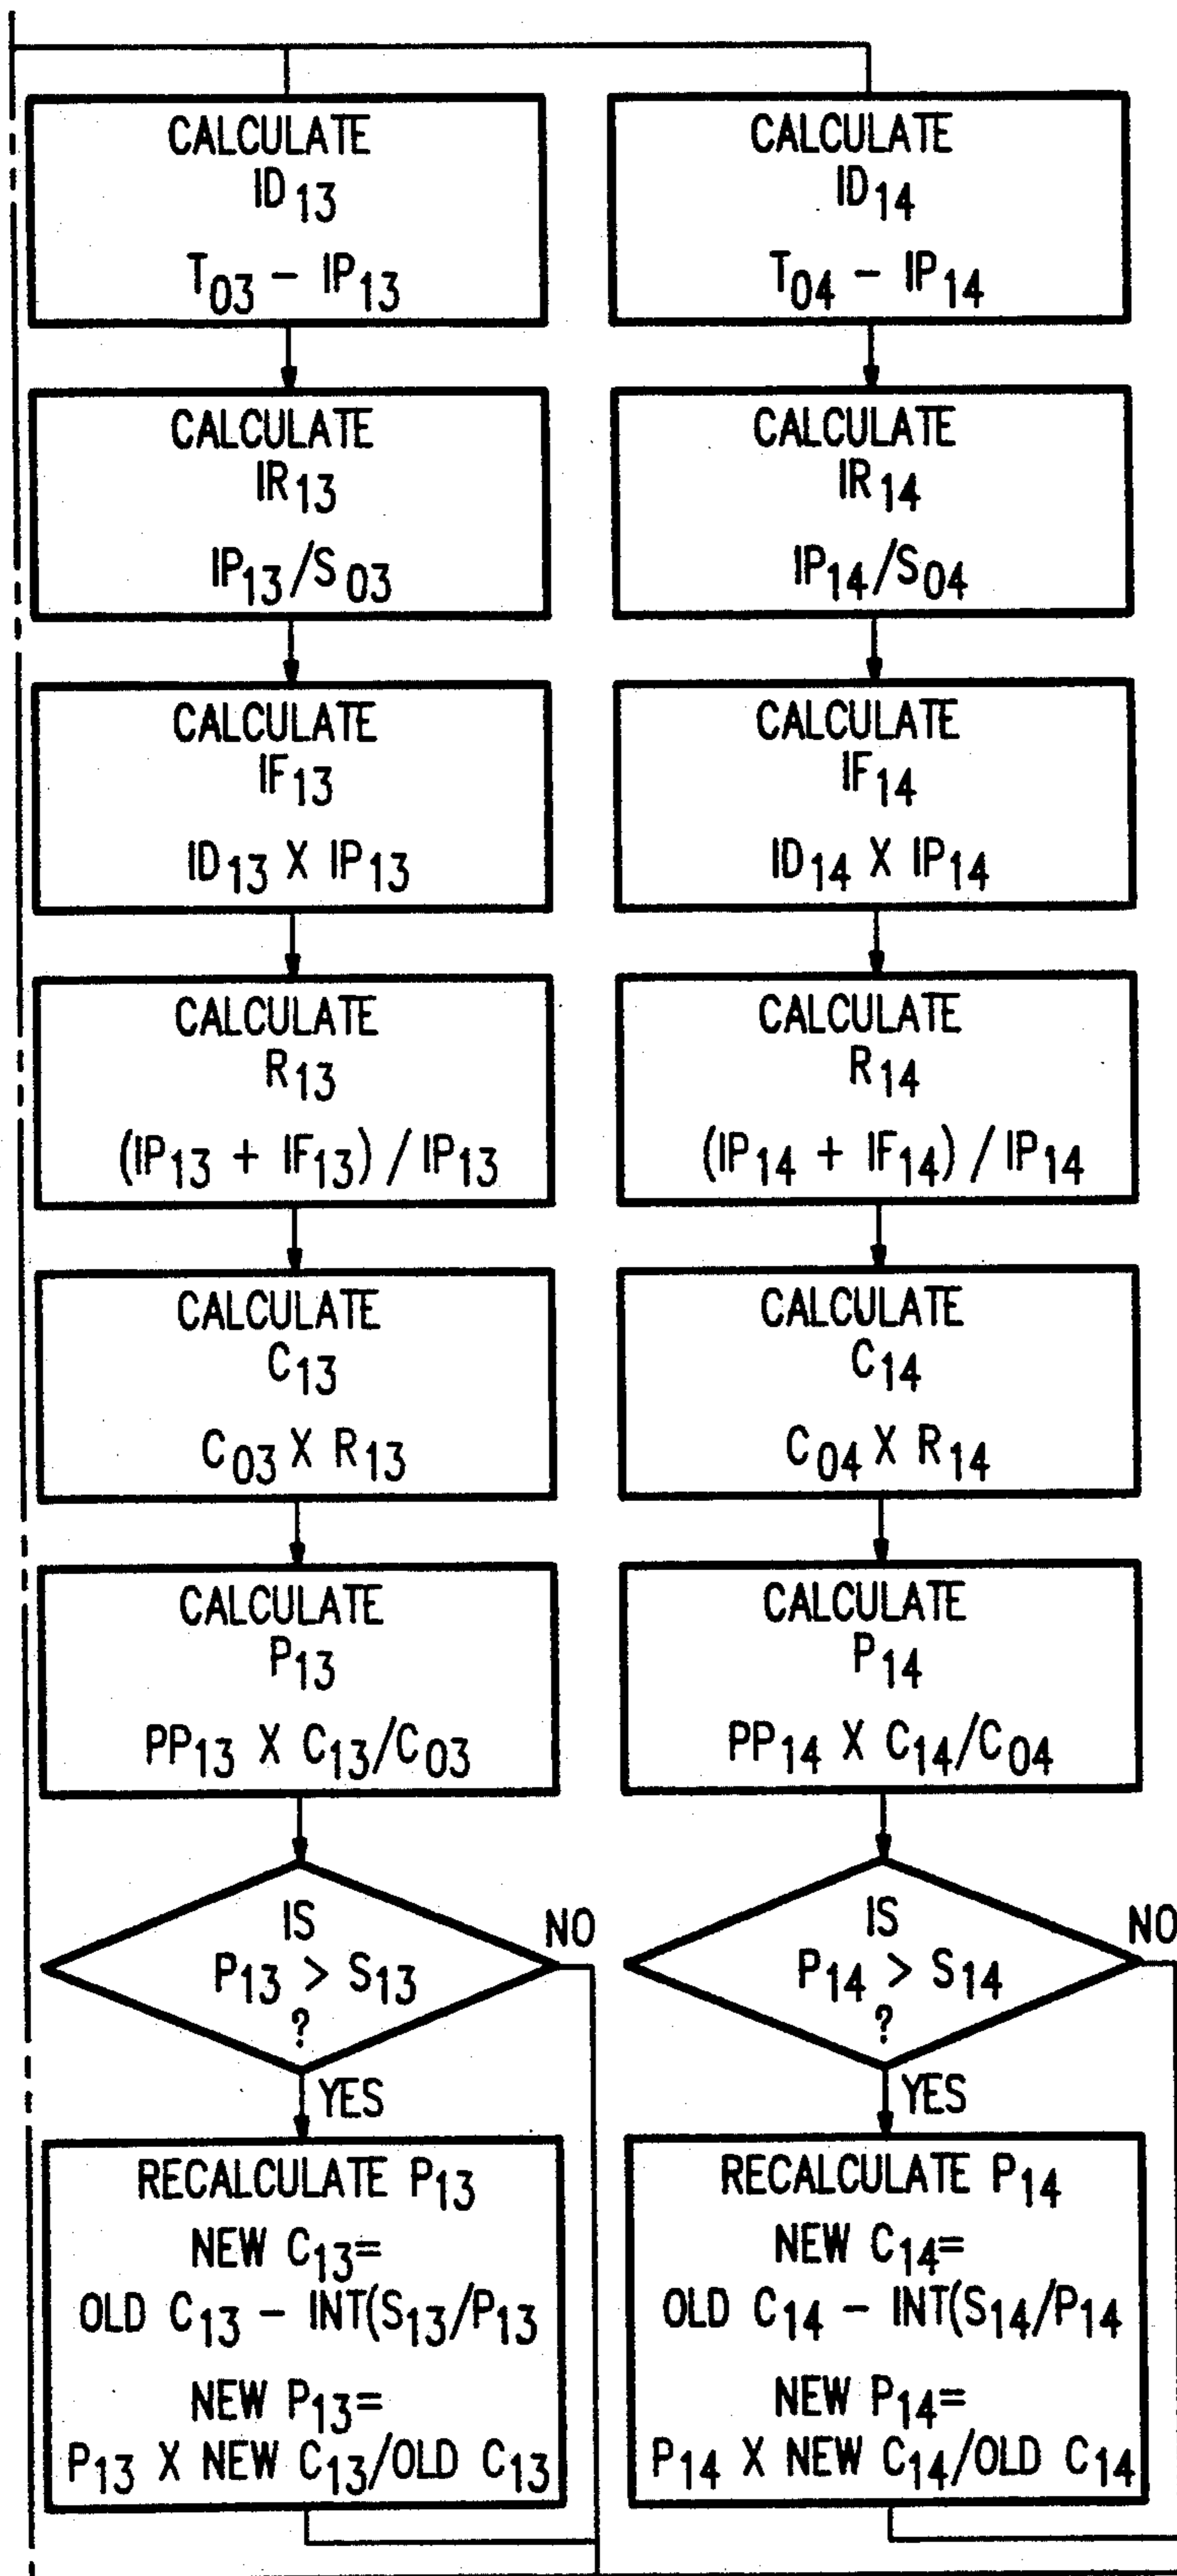 CALCULATE
ID13
T03 – IP13
CALCULATE
IR13
IP13/S03
CALCULATE
IF13
ID13 X IP13
CALCULATE
R13
(IP13 + IF13) / IP13
CALCULATE
C13
C03 X R13
CALCULATE
P13
PP13 X C13/C03
IS
P13 > S13
?
NO
YES
RECALCULATE P13
NEW C13=
OLD C13 – INT(S13/P13
NEW P13=
P13 X NEW C13/OLD C13
CALCULATE
ID14
T04 – IP14
CALCULATE
IR14
IP14/S04
CALCULATE
IF14
ID14 X IP14
CALCULATE
R14
(IP14 + IF14) / IP14
CALCULATE
C14
C04 X R14
CALCULATE
P14
PP14 X C14/C04
IS
P14 > S14
?
NO
YES
RECALCULATE P14
NEW C14=
OLD C14 – INT(S14/P14
NEW P14=
P14 X NEW C14/OLD C14